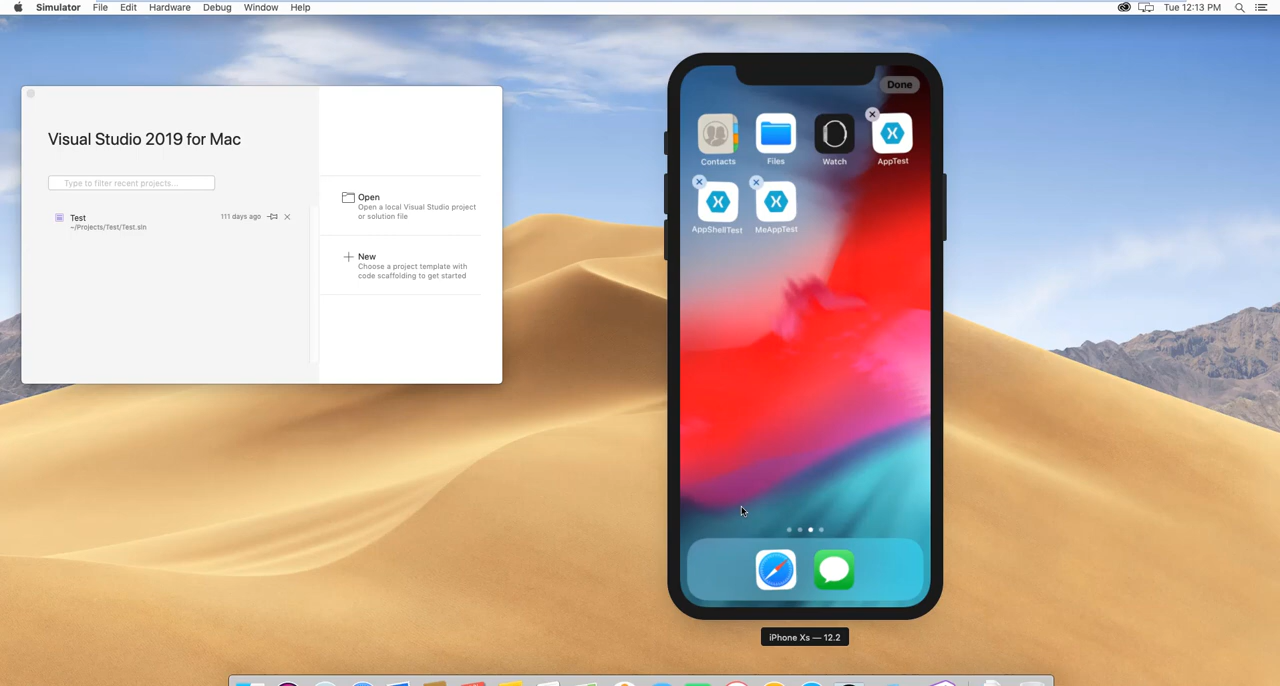 Simulator File Edit Hardware Debug Window Help
Tue 12:13 PM
Visual Studio 2019 for Mac
Type to filter recent projects...
Test
111 days ago
~/Projects/Test/Test.sln
Open
Open a local Visual Studio project
or solution file
New
Choose a project template with
code scaffolding to get started
Done
Contacts Files Watch AppTest
AppShellTest MeAppTest
iPhone Xs — 12.2